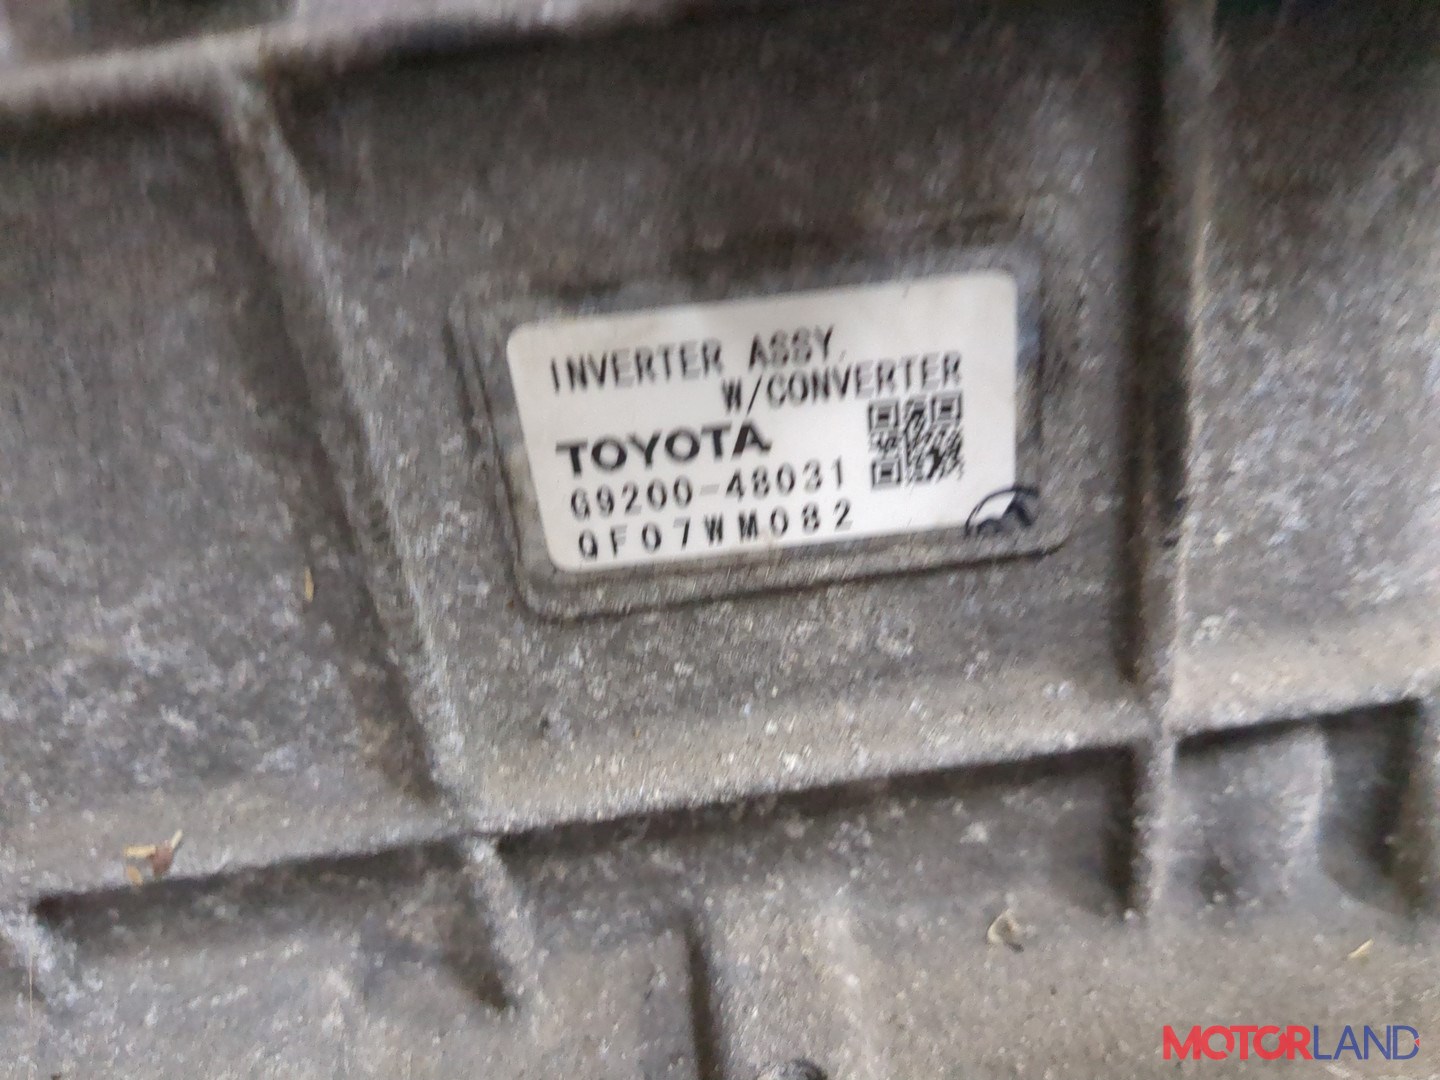 INVERTER ASSY,
W/CONVERTER
TOYOTA
G9200-48031
QF07WM082
MOTORLAND